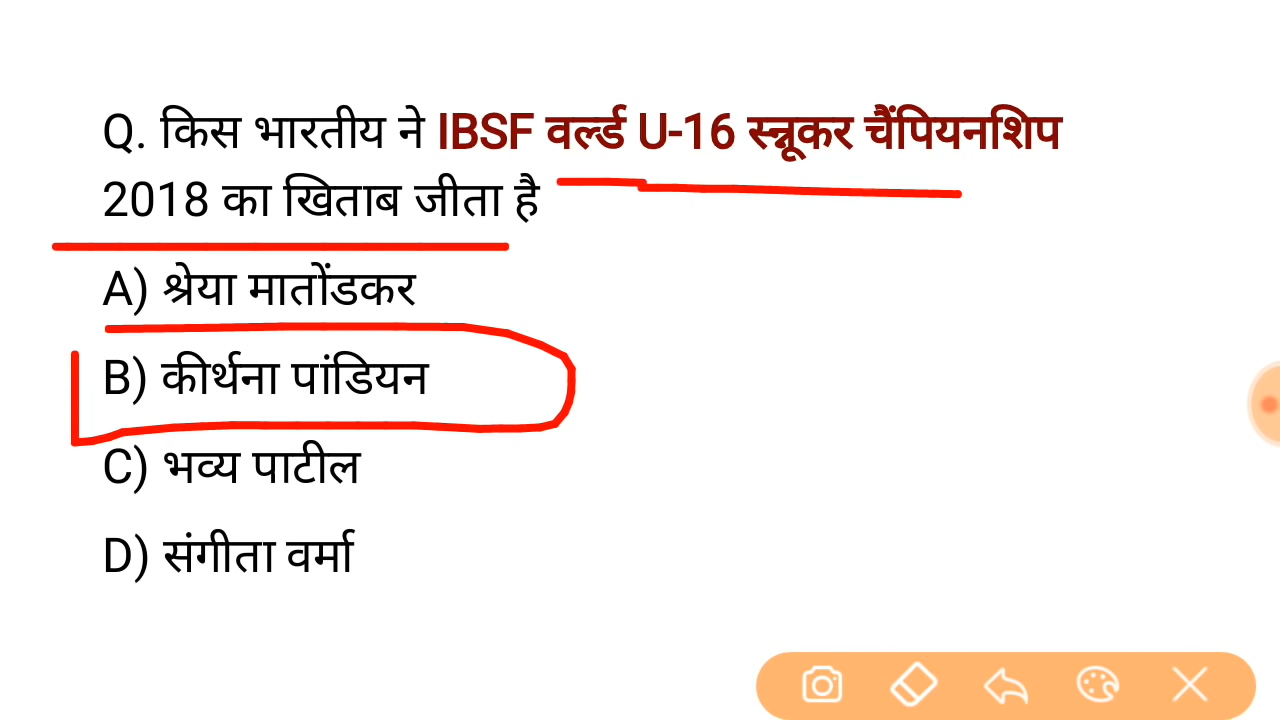 Q. किस भारतीय ने IBSF वर्ल्ड U-16 स्नूकर चैंपियनशिप
2018 का खिताब जीता है
A) श्रेया मातोंडकर
B) कीर्थना पांडियन
C) भव्य पाटील
D) संगीता वर्मा